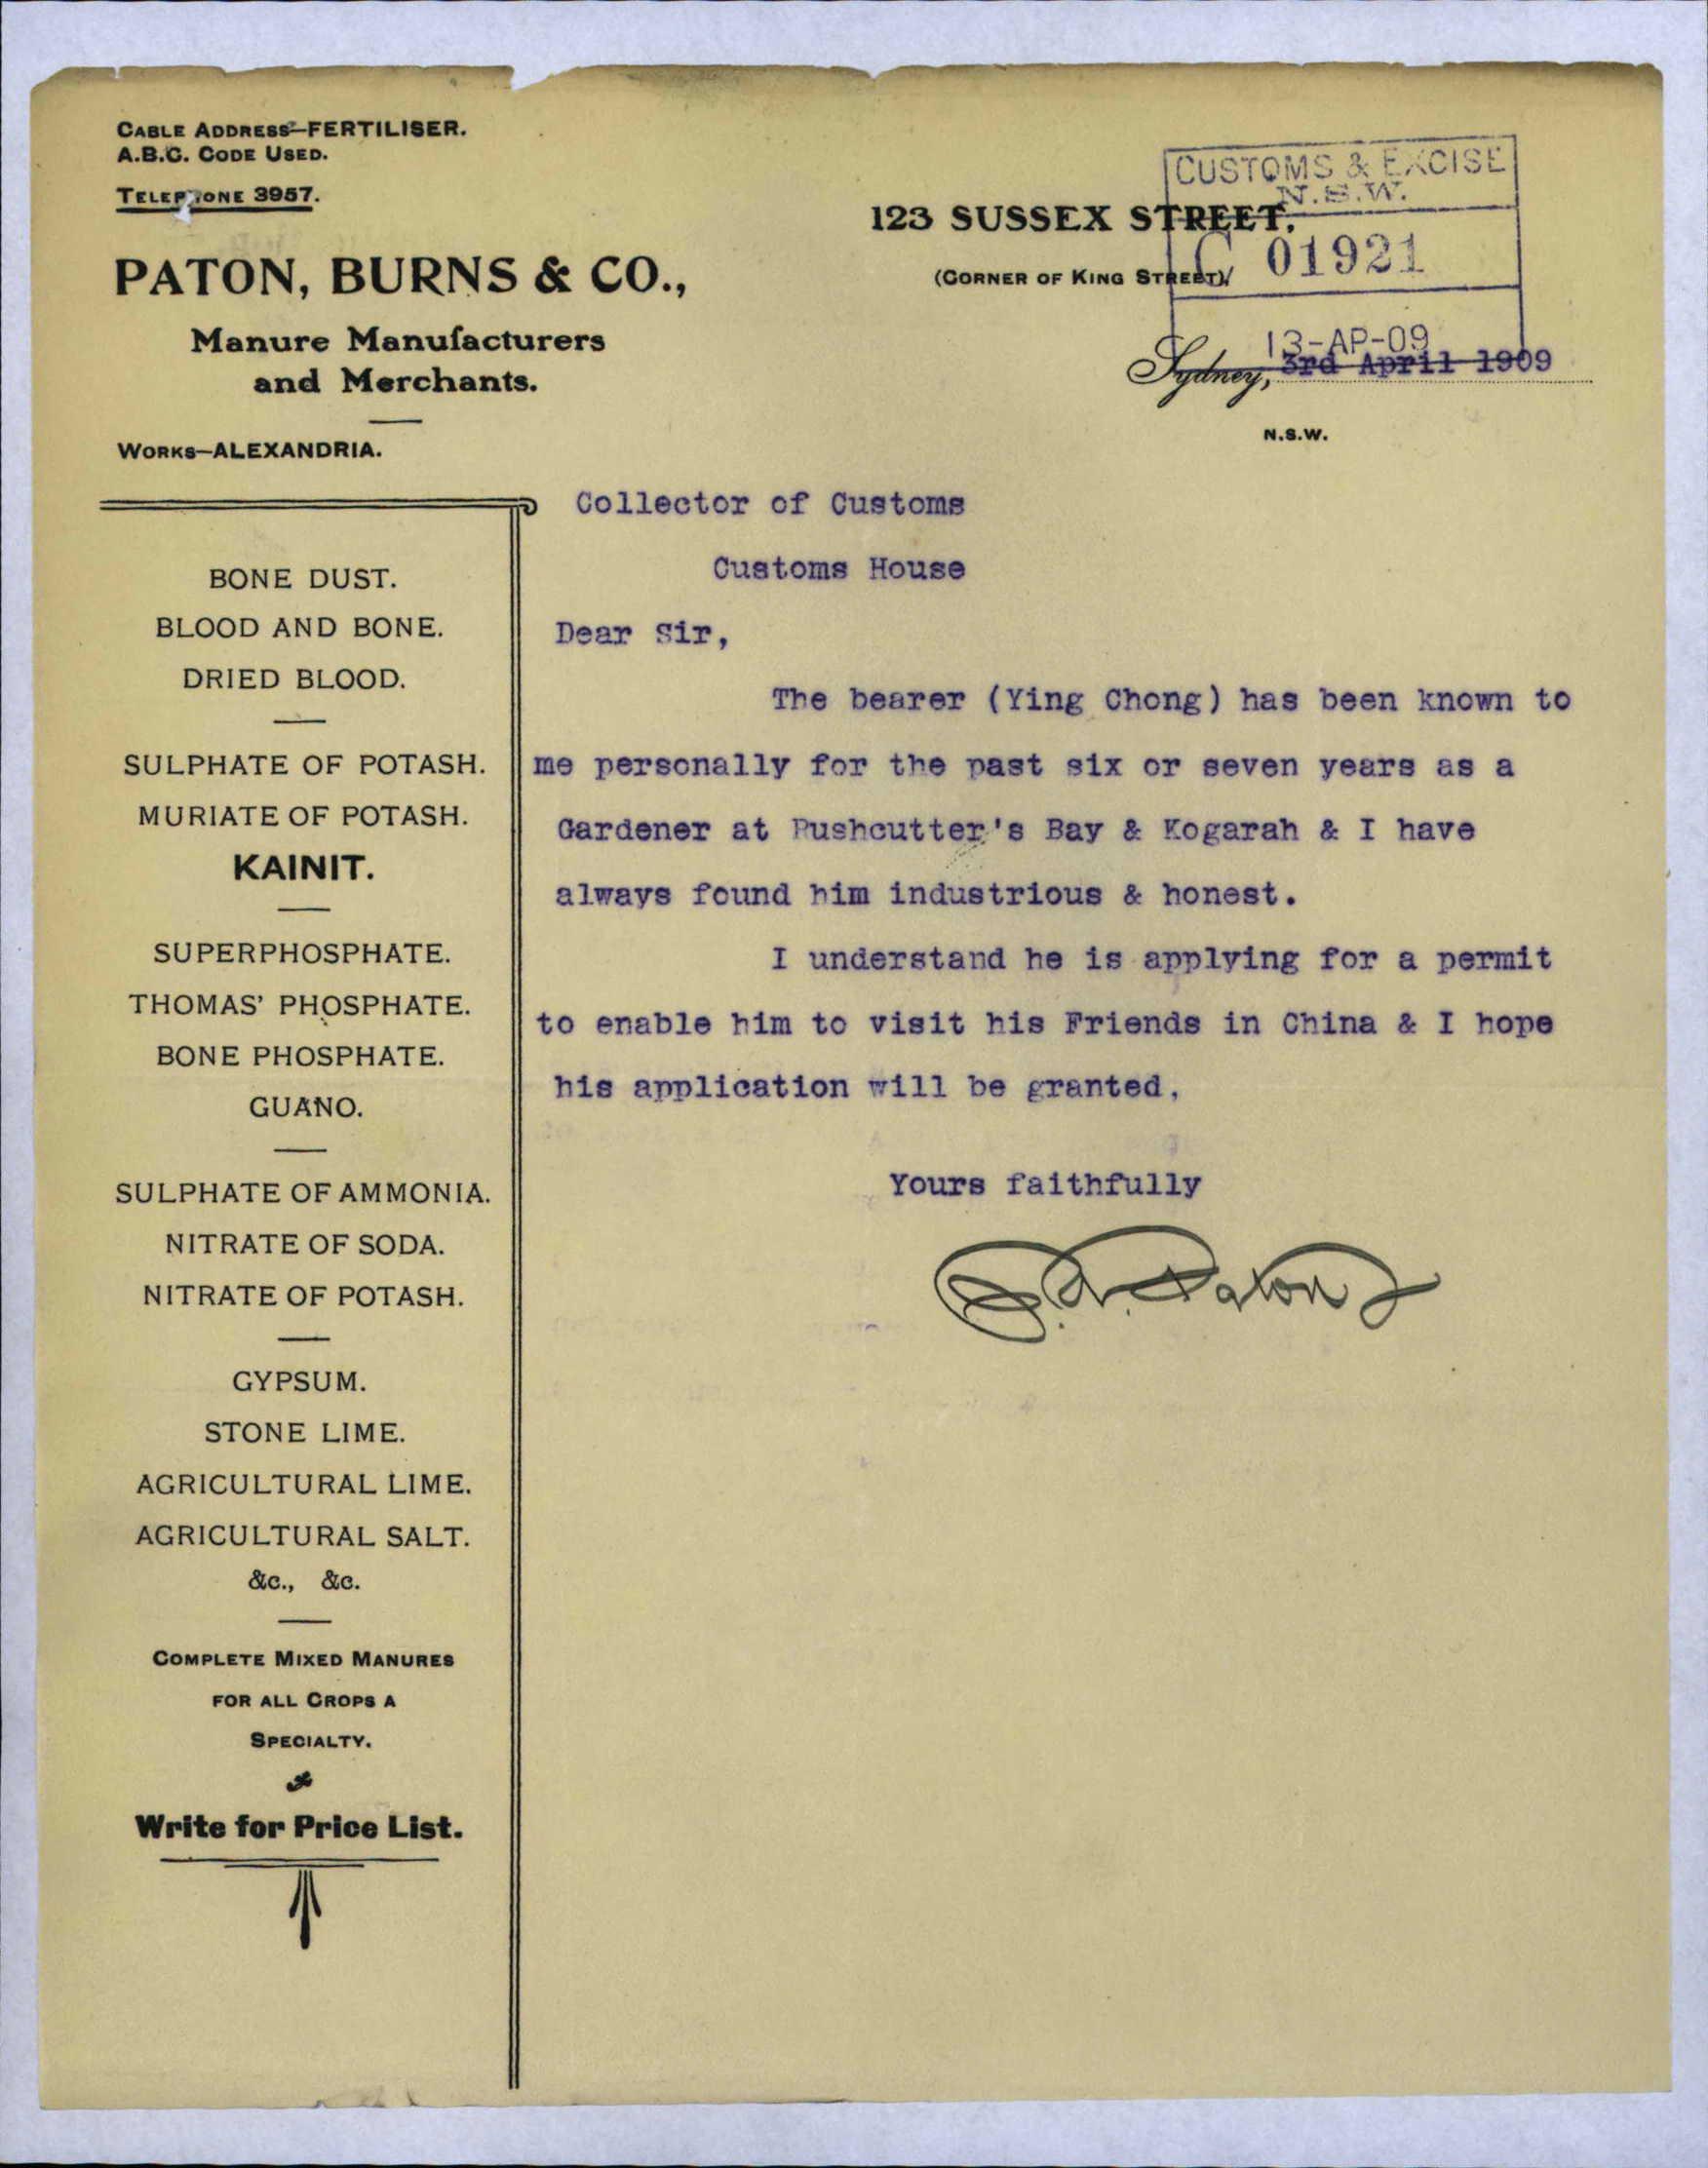 CABLE ADDRESS—FERTILISER.
A.B.C. CODE USED.
TELEPHONE 3957.
PATON, BURNS & CO.,
Manure Manufacturers
and Merchants.
WORKS—ALEXANDRIA.
CUSTOMS & EXCISE
N.S.W.
123 SUSSEX STREET,
C 01921
(CORNER OF KING STREET)
13-AP-09
Sydney, 3rd April 1909
N.S.W.
BONE DUST.
BLOOD AND BONE.
DRIED BLOOD.
SULPHATE OF POTASH.
MURIATE OF POTASH.
KAINIT.
SUPERPHOSPHATE.
THOMAS' PHOSPHATE.
BONE PHOSPHATE.
GUANO.
SULPHATE OF AMMONIA.
NITRATE OF SODA.
NITRATE OF POTASH.
GYPSUM.
STONE LIME.
AGRICULTURAL LIME.
AGRICULTURAL SALT.
&c., &c.
COMPLETE MIXED MANURES
FOR ALL CROPS A
SPECIALTY.
Write for Price List.
Collector of Customs
Customs House
Dear Sir,
The bearer (Ying Chong) has been known to
me personally for the past six or seven years as a
Gardener at Rushcutter's Bay & Kogarah & I have
always found him industrious & honest.
I understand he is applying for a permit
to enable him to visit his Friends in China & I hope
his application will be granted,
Yours faithfully
Paton